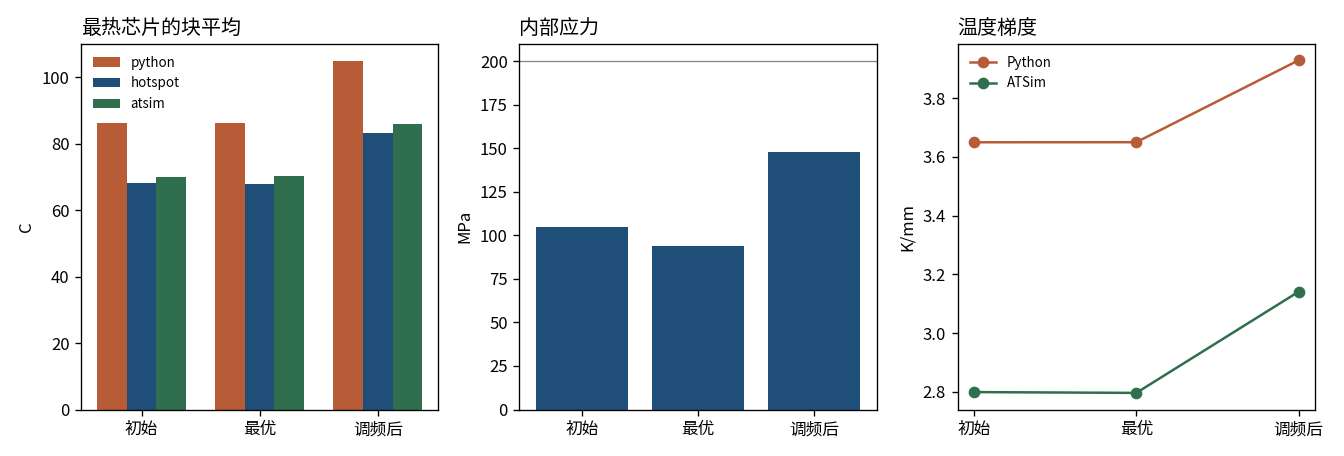 最热芯片的块平均
python
hotspot
atsim
C
100
80
60
40
20
0
初始
最优
调频后
内部应力
MPa
200
175
150
125
100
75
50
25
0
初始
最优
调频后
温度梯度
Python
ATSim
K/mm
3.8
3.6
3.4
3.2
3.0
2.8
初始
最优
调频后